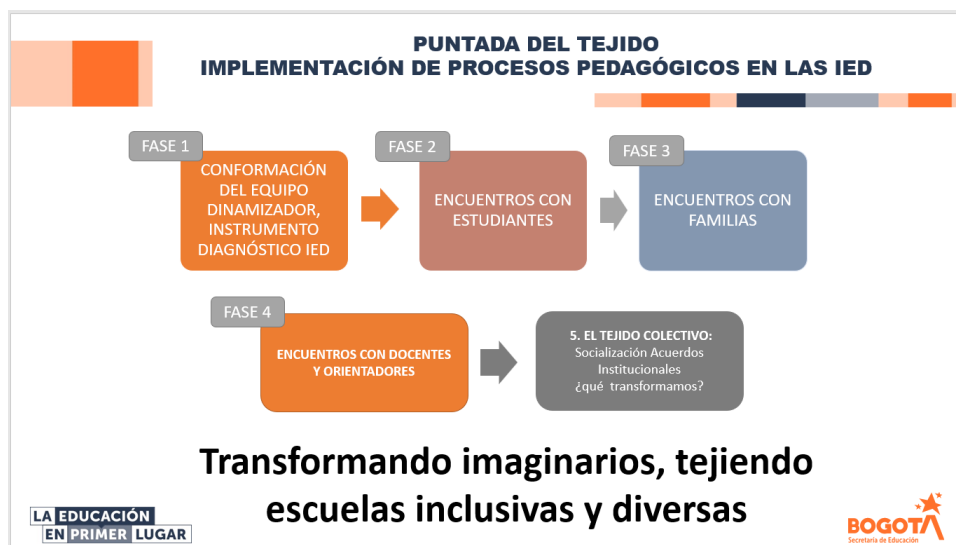 PUNTADA DEL TEJIDO
IMPLEMENTACIÓN DE PROCESOS PEDAGÓGICOS EN LAS IED
FASE 1
CONFORMACIÓN
DEL EQUIPO
DINAMIZADOR,
INSTRUMENTO
DIAGNÓSTICO IED
FASE 2
ENCUENTROS CON
ESTUDIANTES
FASE 3
ENCUENTROS CON
FAMILIAS
FASE 4
ENCUENTROS CON DOCENTES
Y ORIENTADORES
5. EL TEJIDO COLECTIVO:
Socialización Acuerdos
Institucionales
¿qué transformamos?
Transformando imaginarios, tejiendo
escuelas inclusivas y diversas
LA EDUCACIÓN
EN PRIMER LUGAR
BOGOTÁ
Secretaría de Educación